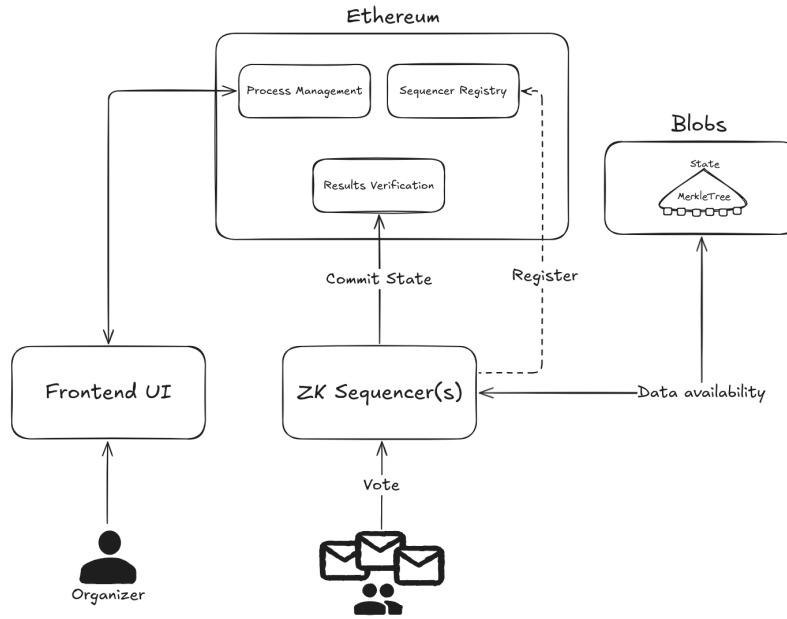 Ethereum
Process Management
Sequencer Registry
Blobs
State
MerkleTree
Results Verification
Commit State
Register
Frontend UI
ZK Sequencer(s)
Data availability
Vote
Organizer